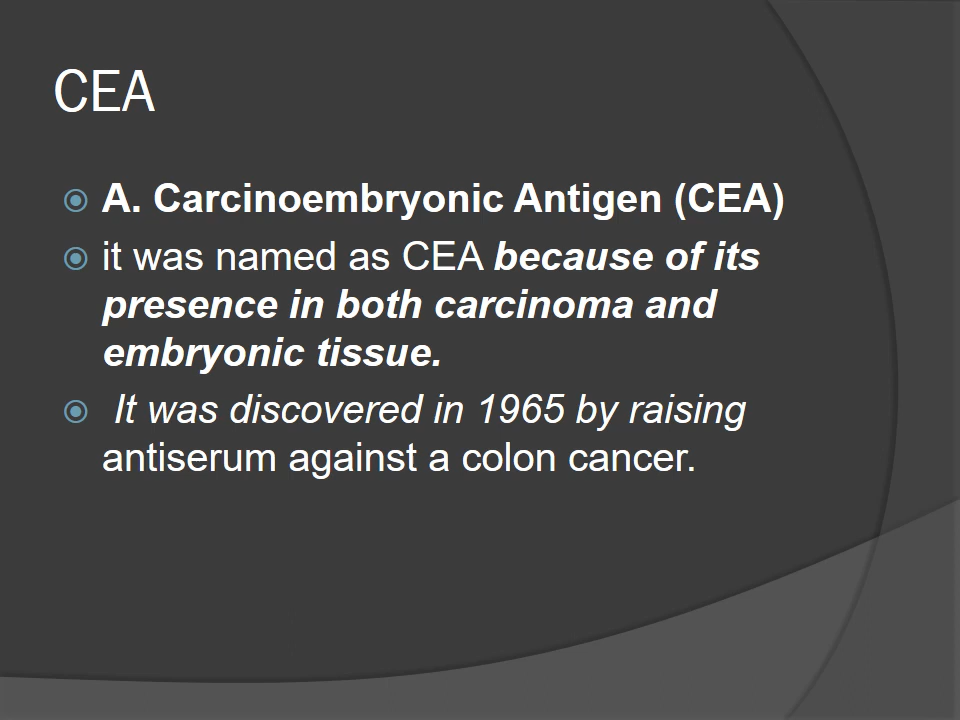 CEA
A. Carcinoembryonic Antigen (CEA)
it was named as CEA because of its
presence in both carcinoma and
embryonic tissue.
It was discovered in 1965 by raising
antiserum against a colon cancer.